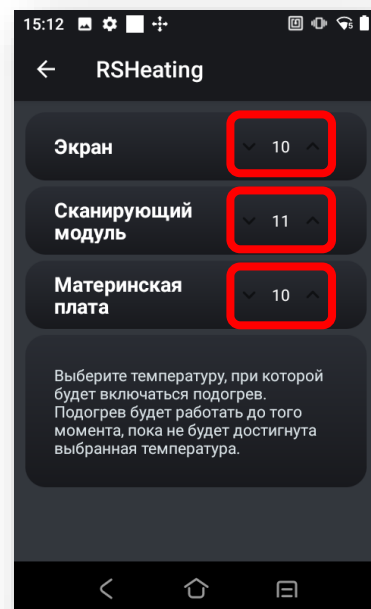 15:12
RSHeating
Экран
10
Сканирующий
модуль
11
Материнская
плата
10
Выберите температуру, при которой
будет включаться подогрев.
Подогрев будет работать до того
момента, пока не будет достигнута
выбранная температура.